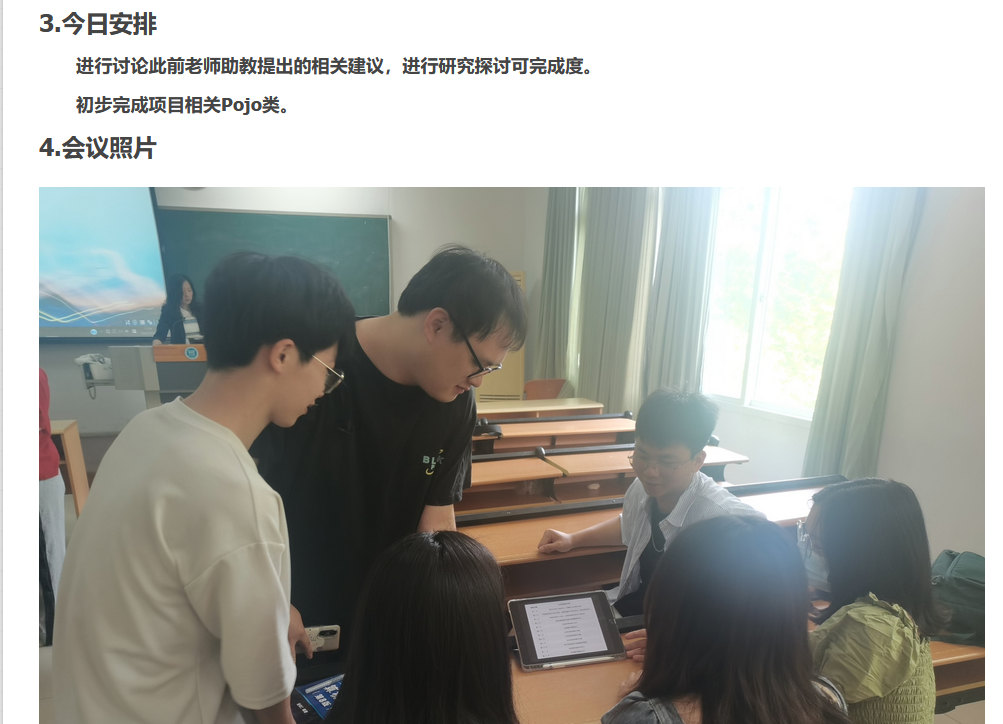 3.今日安排
进行讨论此前老师助教提出的相关建议，进行研究探讨可完成度。
初步完成项目相关Pojo类。
4.会议照片